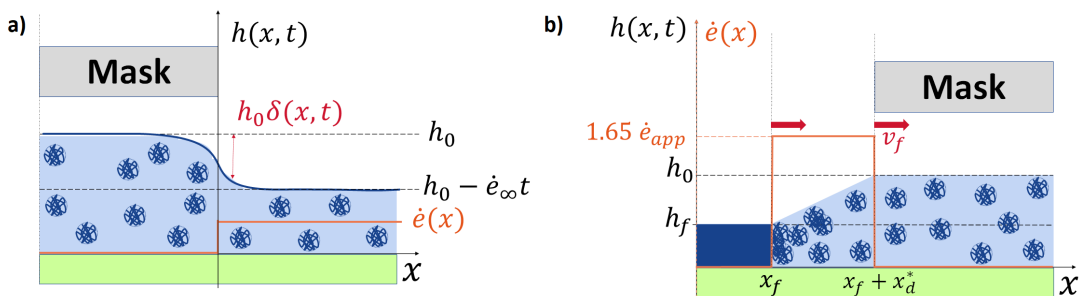 a)
h(x, t)
Mask
h₀δ(x, t)
h₀
h₀ − ė∞t
ė(x)
x
b)
h(x, t)
ė(x)
Mask
1.65 ėapp
v_f
h₀
h_f
x_f
x_f + x_d^*
x